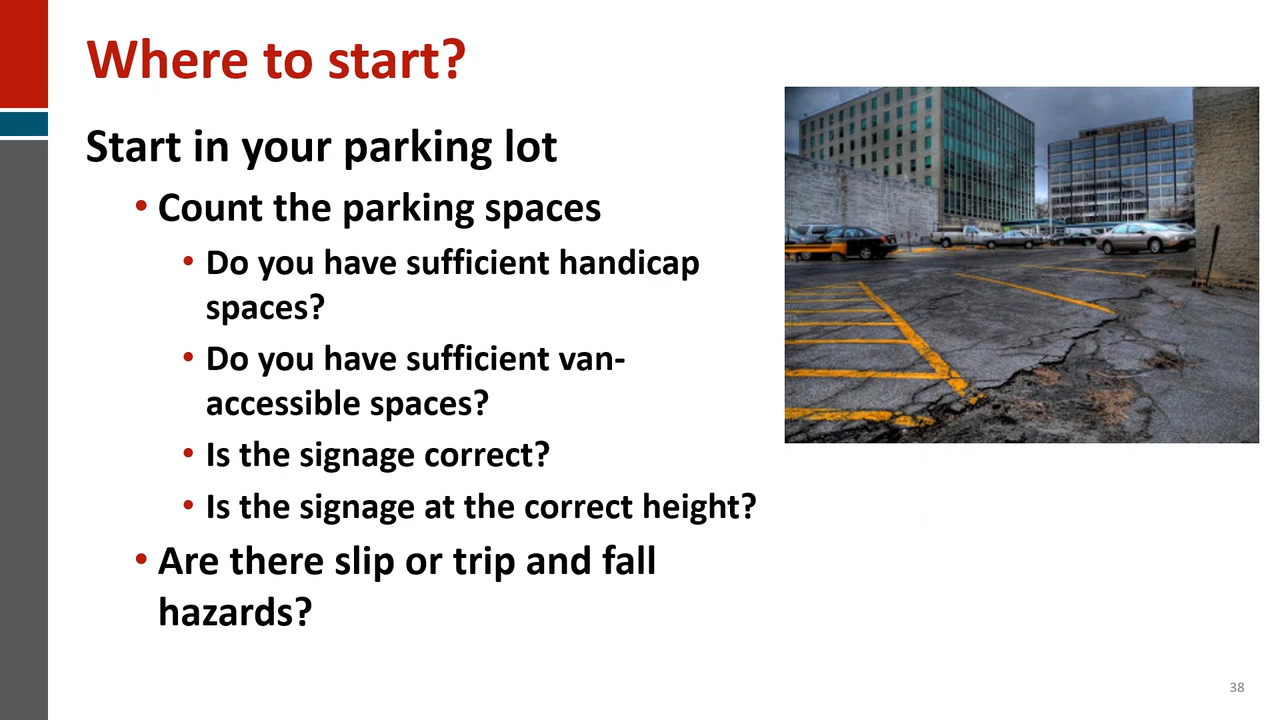 Where to start?
Start in your parking lot
• Count the parking spaces
• Do you have sufficient handicap
spaces?
• Do you have sufficient van-
accessible spaces?
• Is the signage correct?
• Is the signage at the correct height?
• Are there slip or trip and fall
hazards?
38